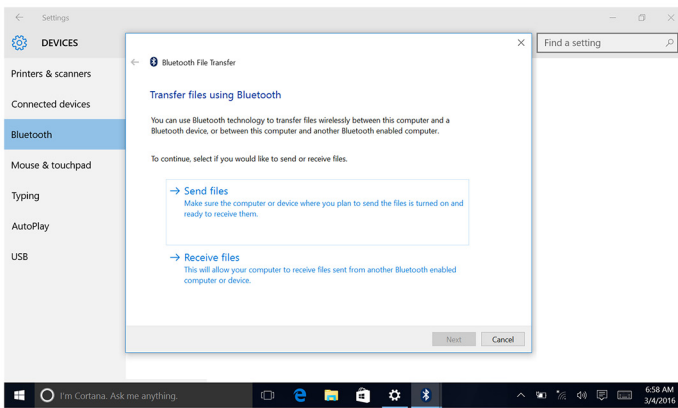 Settings
DEVICES
Find a setting
Printers & scanners
Connected devices
Bluetooth
Mouse & touchpad
Typing
AutoPlay
USB
Bluetooth File Transfer
Transfer files using Bluetooth
You can use Bluetooth technology to transfer files wirelessly between this computer and a
Bluetooth device, or between this computer and another Bluetooth enabled computer.
To continue, select if you would like to send or receive files.
Send files
Make sure the computer or device where you plan to send the files is turned on and
ready to receive them.
Receive files
This will allow your computer to receive files sent from another Bluetooth enabled
computer or device.
Next
Cancel
I'm Cortana. Ask me anything.
6:58 AM
3/4/2016